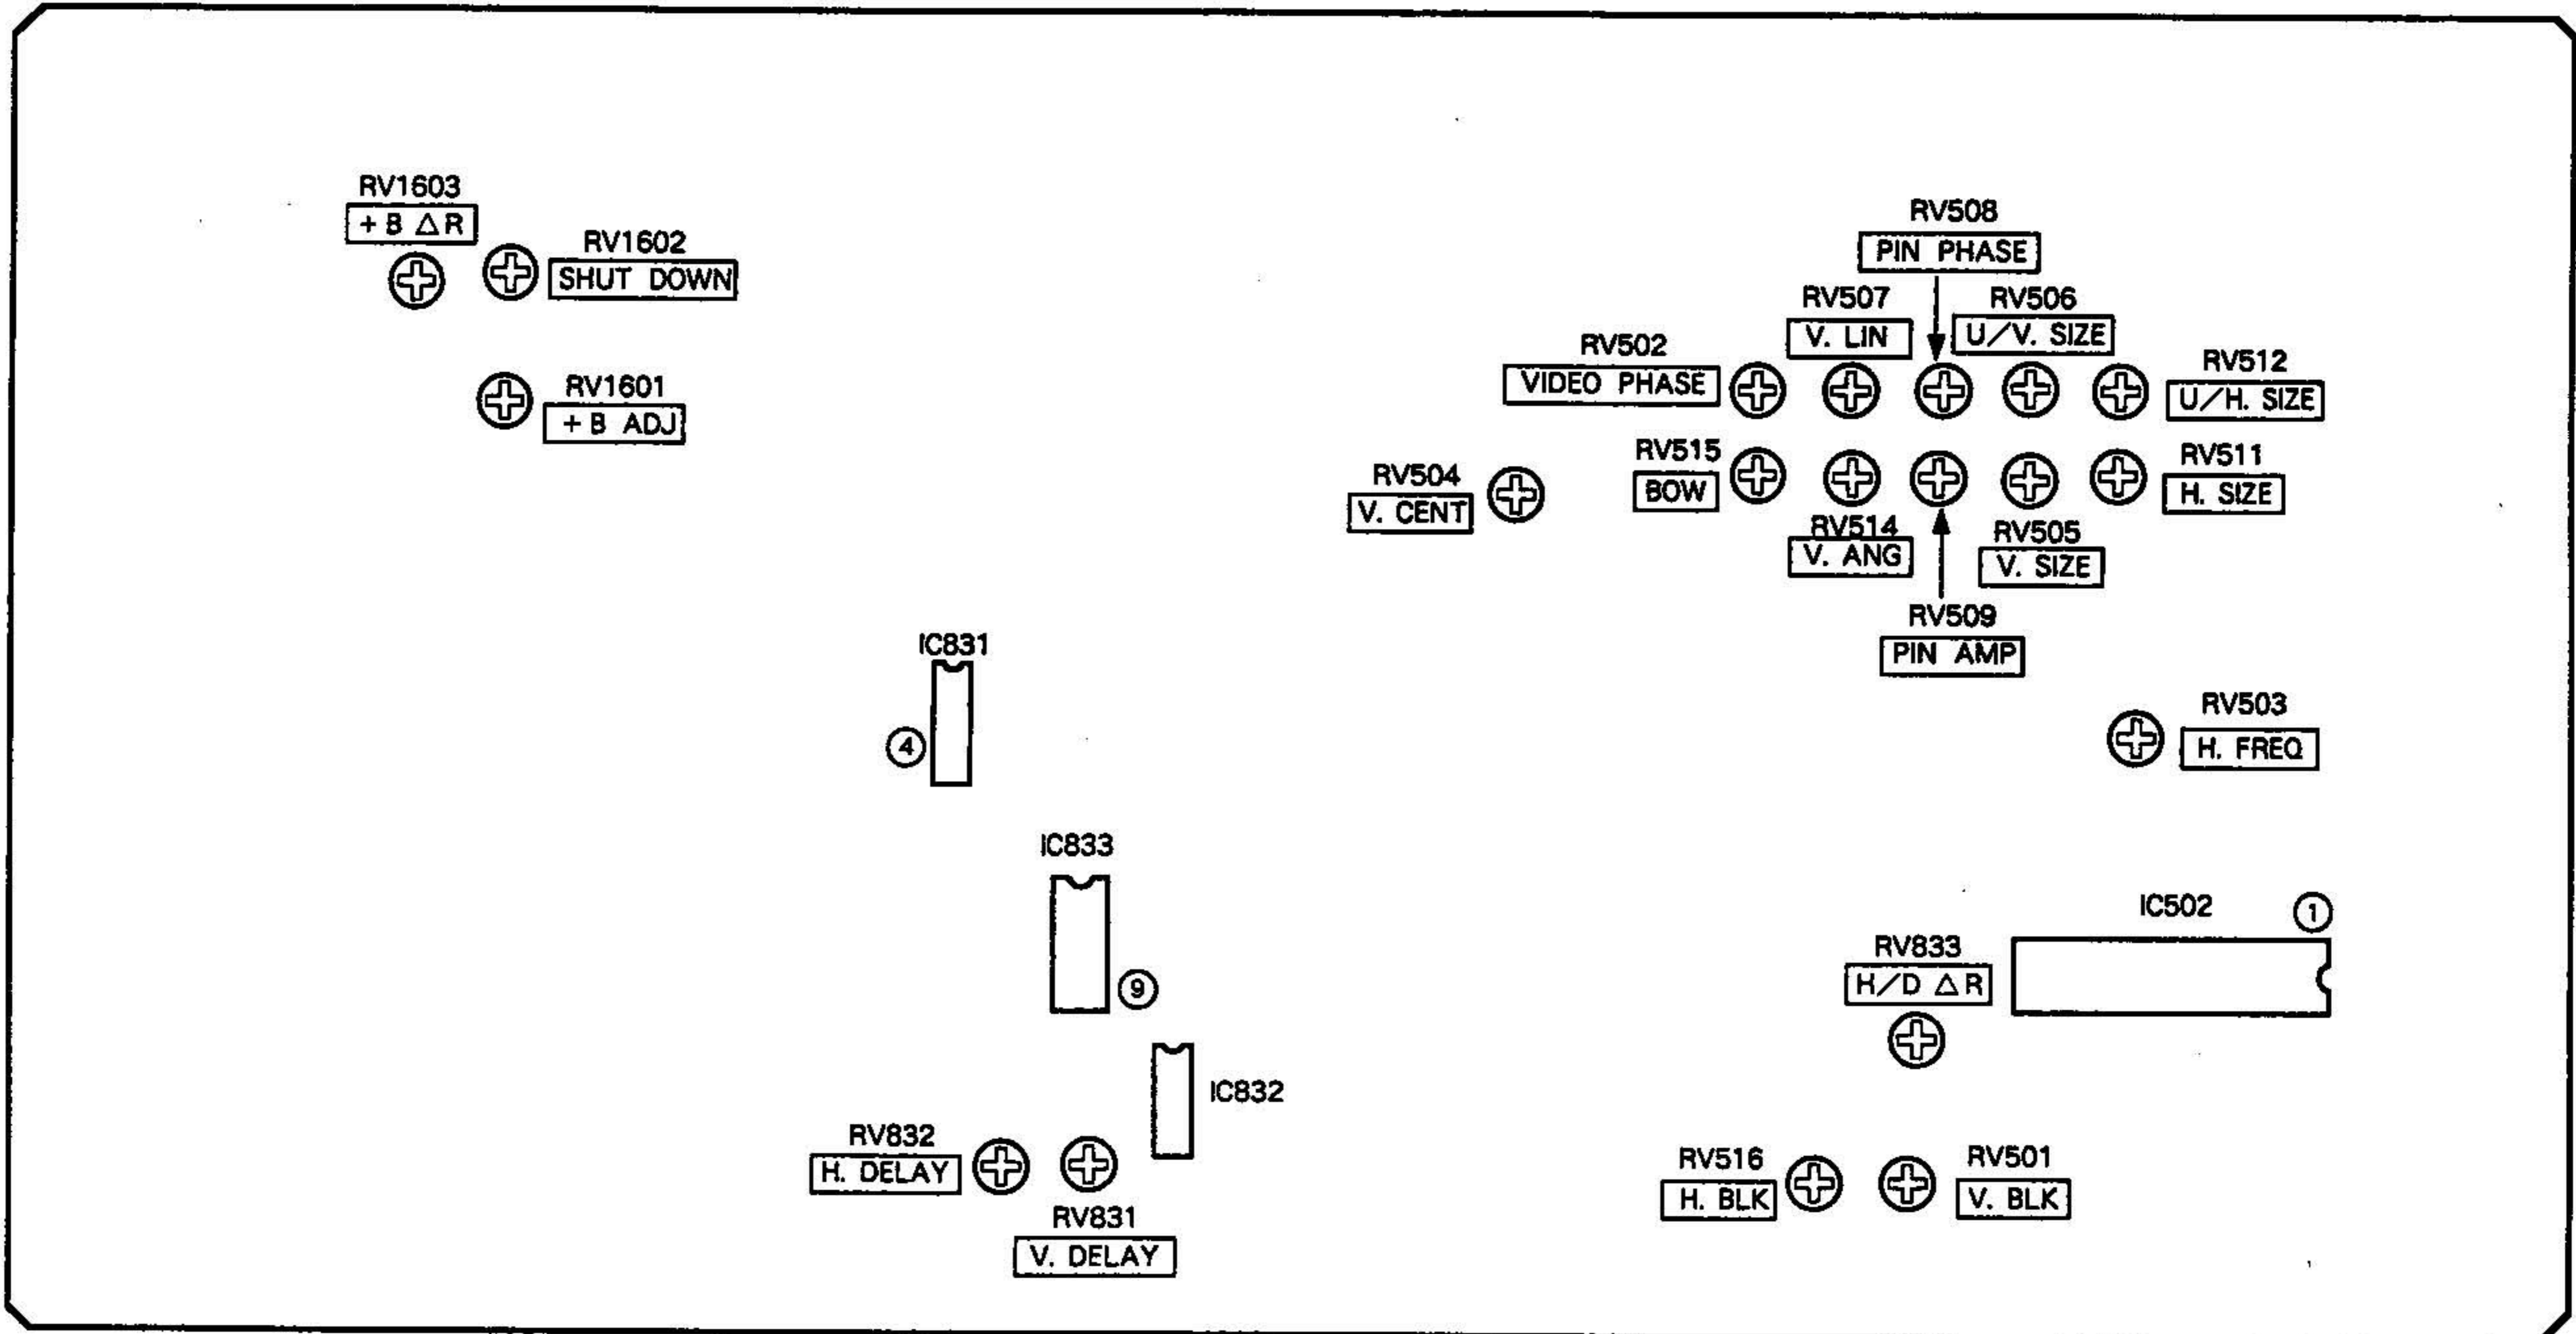 RV1603
+B △R
RV1602
SHUT DOWN
RV1601
+B ADJ
RV508
PIN PHASE
RV507
V. LIN
RV506
U/V. SIZE
RV502
VIDEO PHASE
RV512
U/H. SIZE
RV504
V. CENT
RV515
BOW
RV511
H. SIZE
RV514
V. ANG
RV505
V. SIZE
RV509
PIN AMP
IC831
④
RV503
H. FREQ
IC833
⑨
IC502
①
RV833
H/D △R
IC832
RV832
H. DELAY
RV831
V. DELAY
RV516
H. BLK
RV501
V. BLK